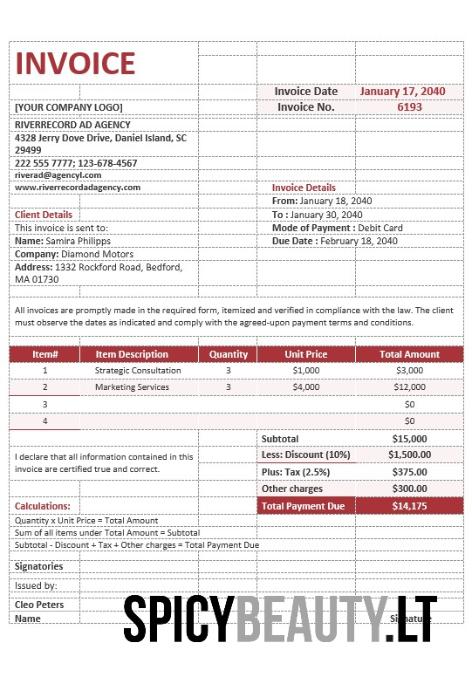 INVOICE
Invoice Date January 17, 2040
[YOUR COMPANY LOGO] Invoice No. 6193
RIVERRECORD AD AGENCY
4328 Jerry Dove Drive, Daniel Island, SC
29499
222 555 7777; 123-678-4567
riverad@agencyl.com
www.riverrecordadagency.com Invoice Details
From: January 18, 2040
Client Details To : January 30, 2040
This invoice is sent to: Mode of Payment : Debit Card
Name: Samira Philipps Due Date : February 18, 2040
Company: Diamond Motors
Address: 1332 Rockford Road, Bedford,
MA 01730
All invoices are promptly made in the required form, itemized and verified in compliance with the law. The client
must observe the dates as indicated and comply with the agreed-upon payment terms and conditions.
Item# Item Description Quantity Unit Price Total Amount
1 Strategic Consultation 3 $1,000 $3,000
2 Marketing Services 3 $4,000 $12,000
3 $0
4 $0
Subtotal $15,000
I declare that all information contained in this Less: Discount (10%) $1,500.00
invoice are certified true and correct. Plus: Tax (2.5%) $375.00
Other charges $300.00
Calculations: Total Payment Due $14,175
Quantity x Unit Price = Total Amount
Sum of all items under Total Amount = Subtotal
Subtotal - Discount + Tax + Other charges = Total Payment Due
Signatories
Issued by:
Cleo Peters
Name Signature
SPICYBEAUTY.LT